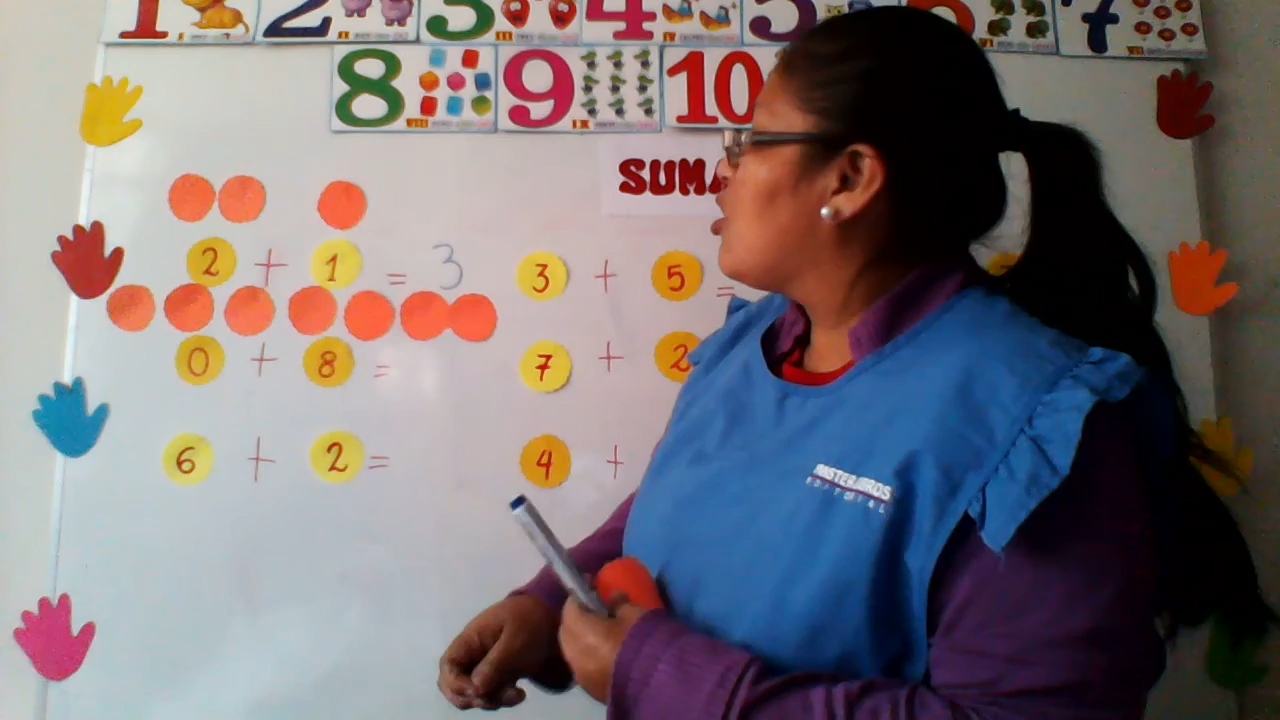 1 2 3 4 5 7
8 9 10
2 + 1 = 3
0 + 8 =
6 + 2 =
3 + 5 =
7 + 2
4 +
EDITORIAL